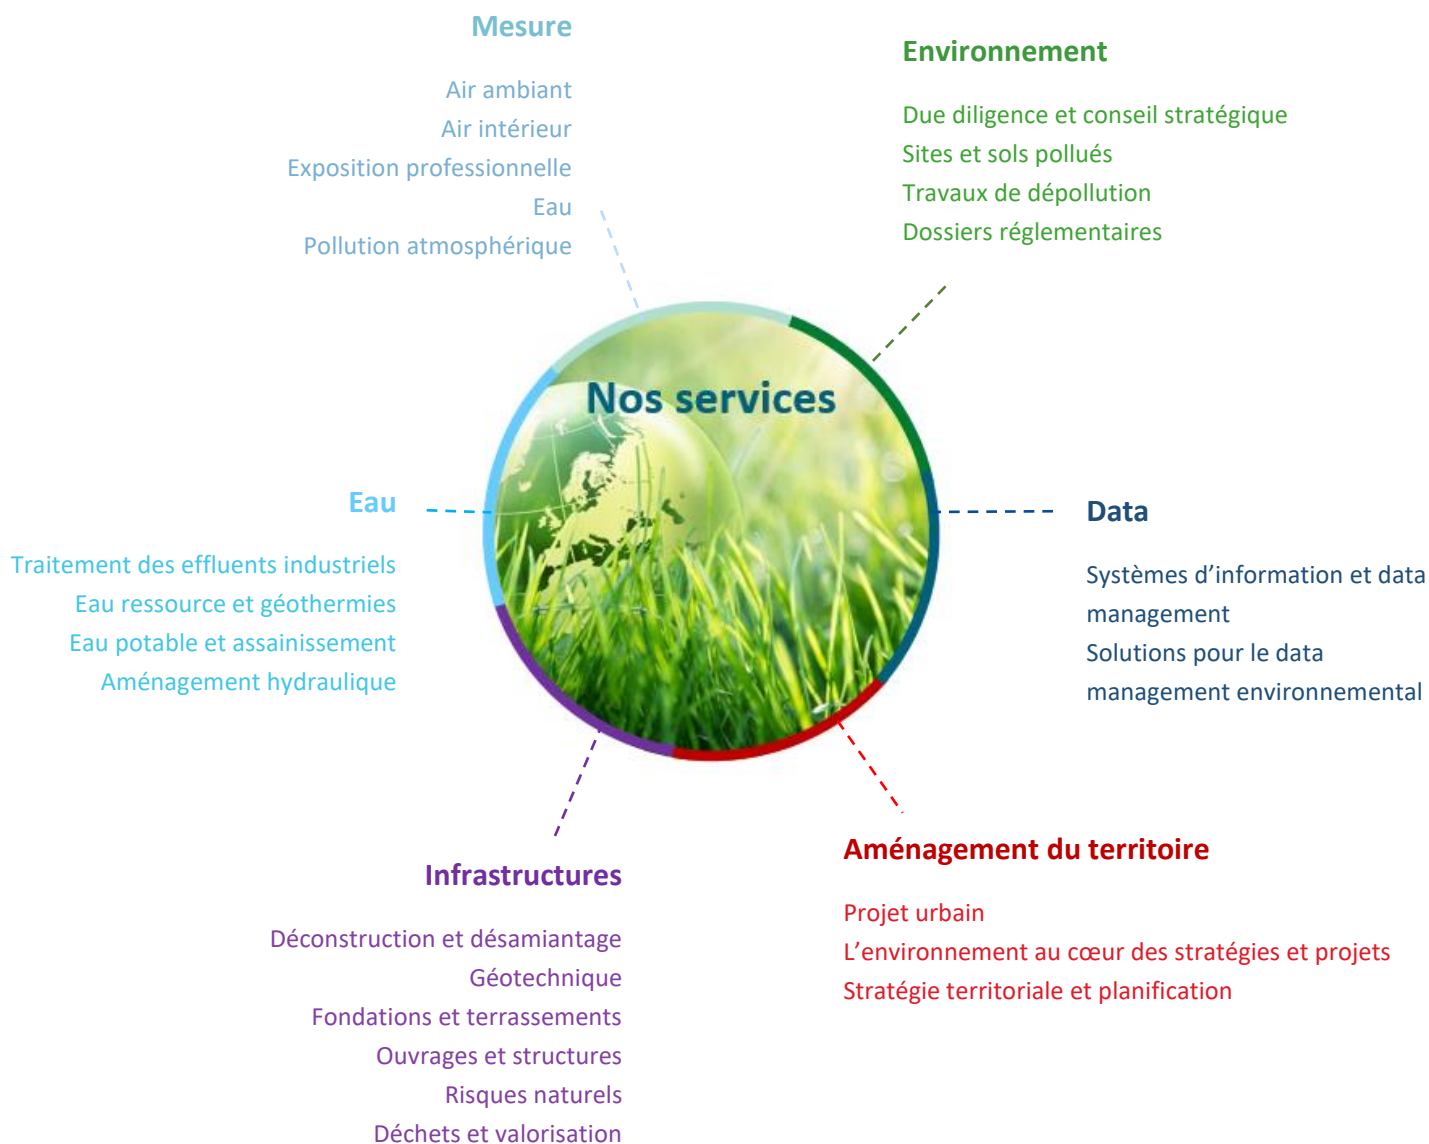 Mesure
Air ambiant
Air intérieur
Exposition professionnelle
Eau
Pollution atmosphérique
Environnement
Due diligence et conseil stratégique
Sites et sols pollués
Travaux de dépollution
Dossiers réglementaires
Nos services
Eau
Traitement des effluents industriels
Eau ressource et géothermies
Eau potable et assainissement
Aménagement hydraulique
Data
Systèmes d’information et data
management
Solutions pour le data
management environnemental
Infrastructures
Déconstruction et désamiantage
Géotechnique
Fondations et terrassements
Ouvrages et structures
Risques naturels
Déchets et valorisation
Aménagement du territoire
Projet urbain
L’environnement au cœur des stratégies et projets
Stratégie territoriale et planification